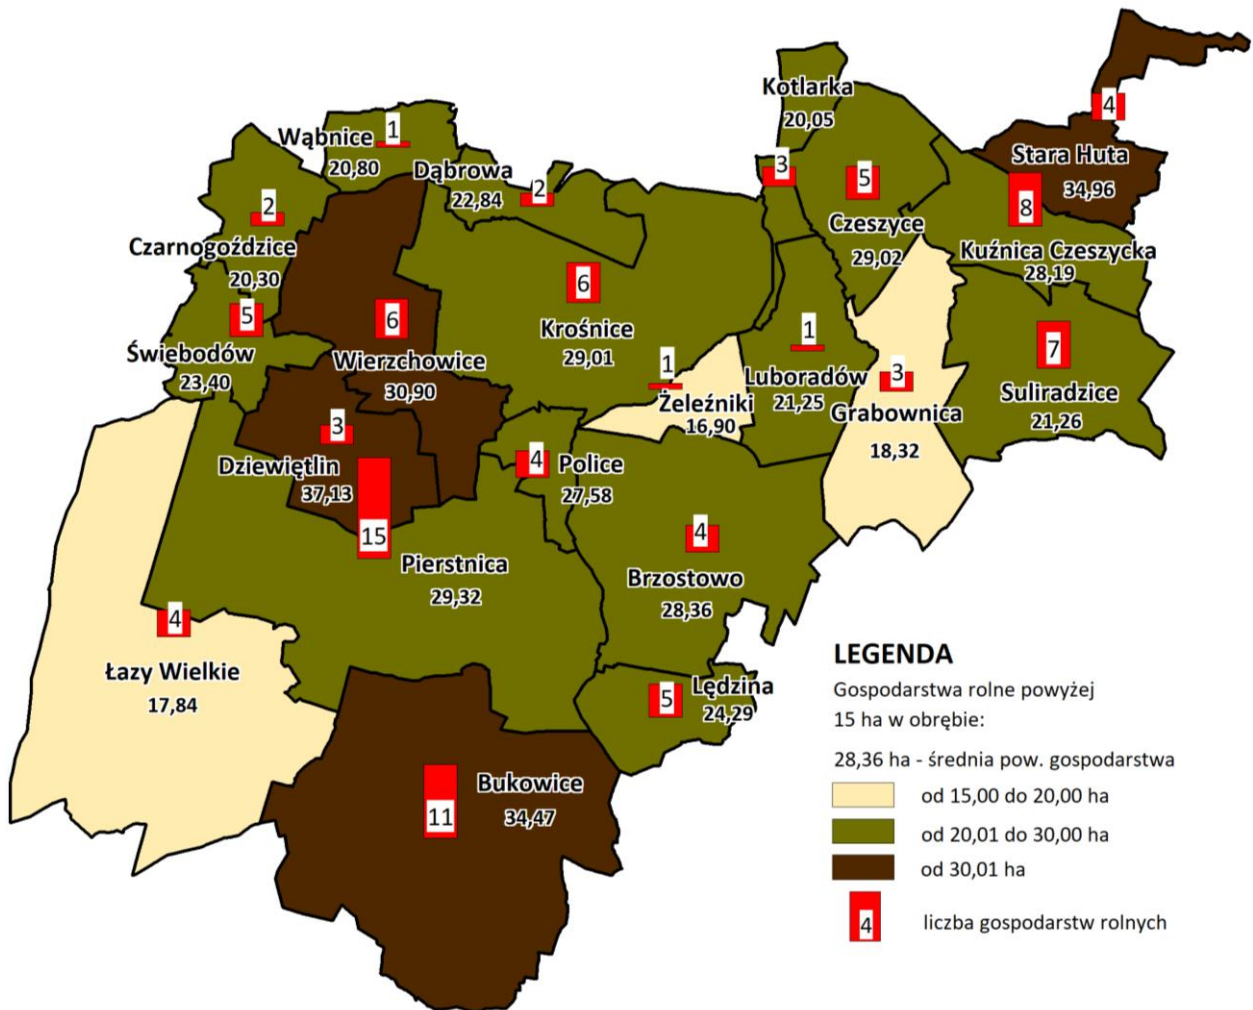 Kotlarka
20,05
4
Wąbnice
1
20,80
Stara Huta
34,96
Dąbrowa
22,84
2
3
5
8
2
Czarnogoździce
20,30
Czeszyce
29,02
Kuźnica Czeszycka
28,19
5
6
6
1
7
Świebodów
23,40
Krośnice
29,01
Wierzchowice
30,90
1
Żeleźniki
16,90
Luboradów
21,25
3
Grabownica
18,32
Suliradzice
21,26
3
Dziewiętlin
37,13
4
Police
27,58
15
Pierstnica
29,32
4
Brzostowo
28,36
4
Łazy Wielkie
17,84
5
Lędzina
24,29
11
Bukowice
34,47
LEGENDA
Gospodarstwa rolne powyżej
15 ha w obrębie:
28,36 ha - średnia pow. gospodarstwa
od 15,00 do 20,00 ha
od 20,01 do 30,00 ha
od 30,01 ha
4
liczba gospodarstw rolnych